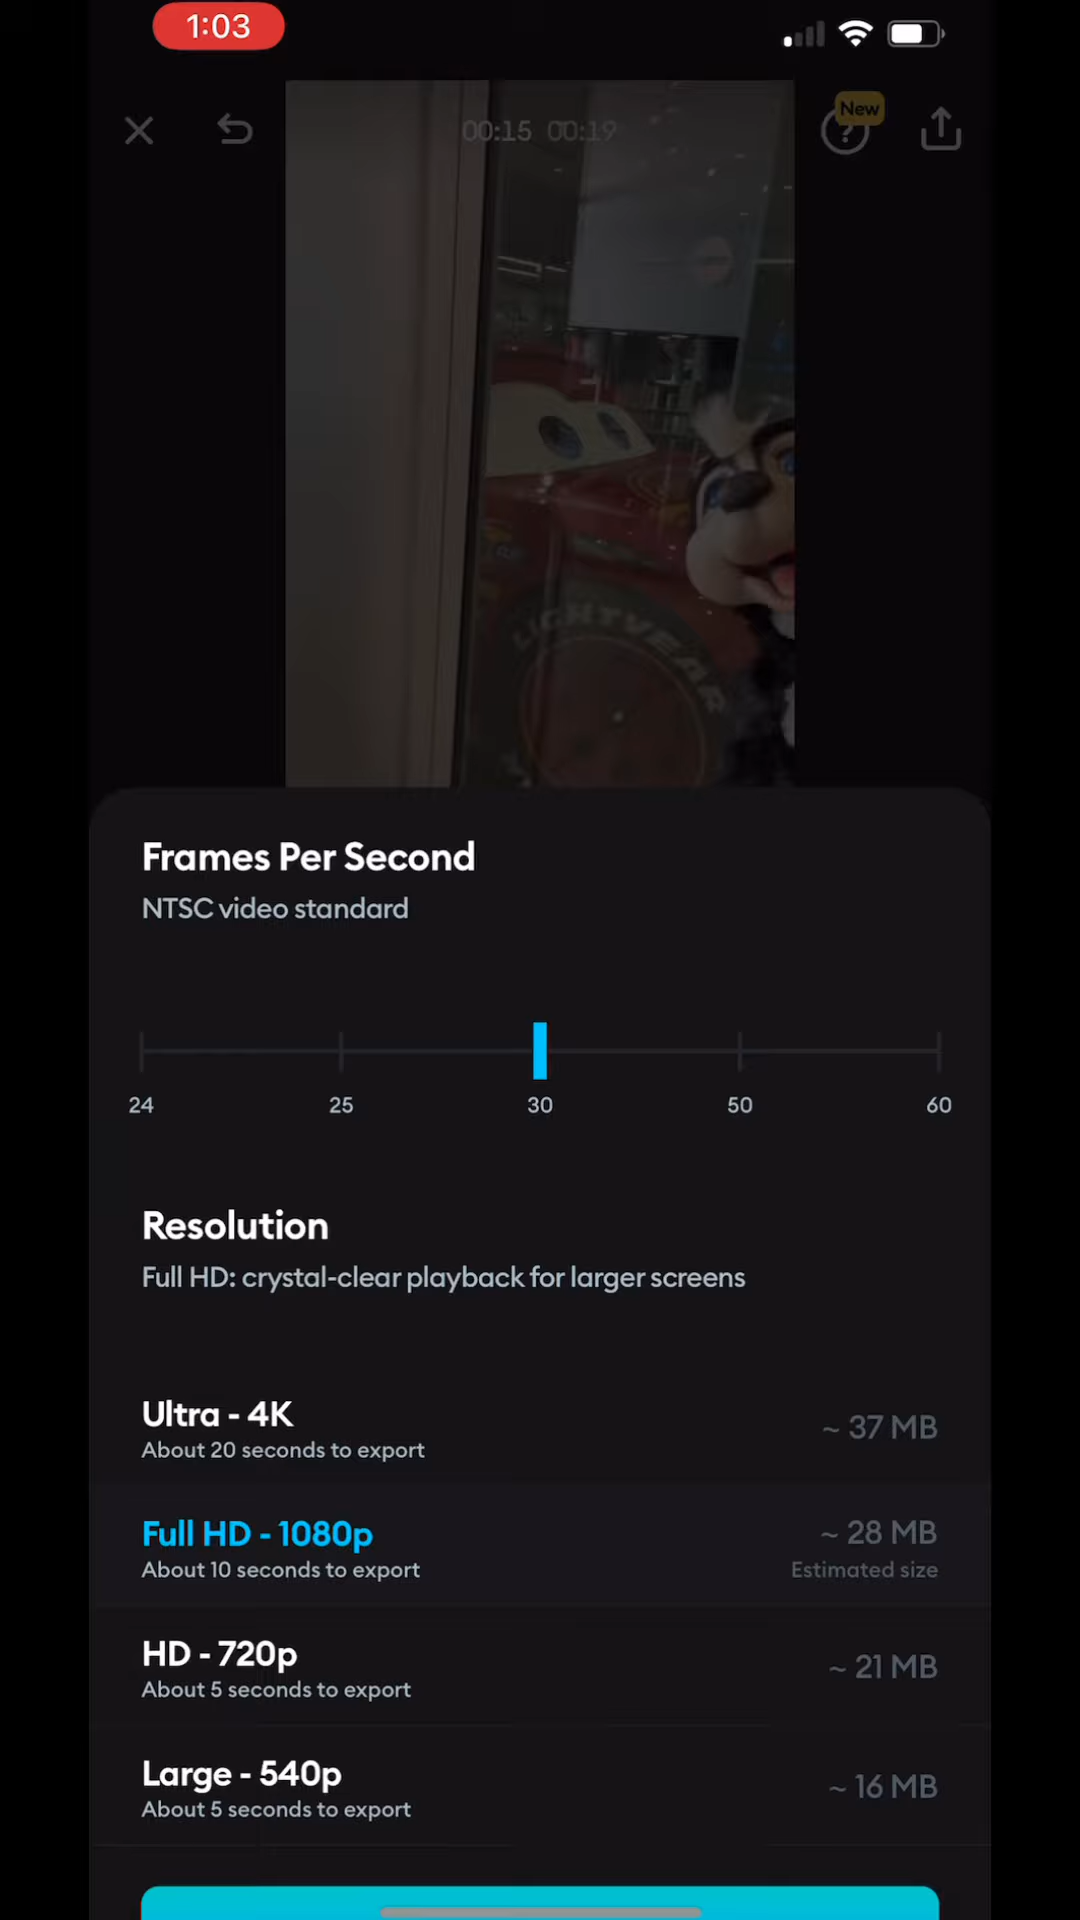 1:03
00:15 00:19
New
?
LIGHTYEAR
Frames Per Second
NTSC video standard
24 25 30 50 60
Resolution
Full HD: crystal-clear playback for larger screens
Ultra - 4K
~ 37 MB
About 20 seconds to export
Full HD - 1080p
~ 28 MB
About 10 seconds to export
Estimated size
HD - 720p
~ 21 MB
About 5 seconds to export
Large - 540p
~ 16 MB
About 5 seconds to export